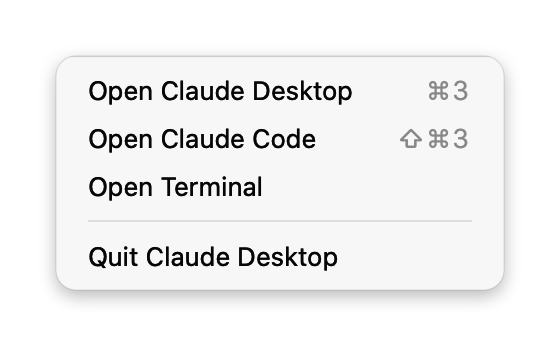 Open Claude Desktop ⌘3
Open Claude Code ⇧⌘3
Open Terminal
Quit Claude Desktop